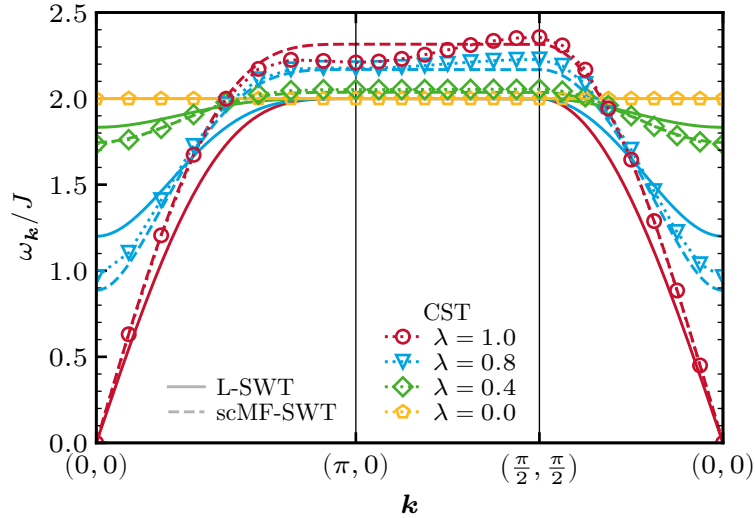 2.5
2.0
1.5
1.0
0.5
0.0
ω𝒌/J
CST
λ = 1.0
λ = 0.8
λ = 0.4
λ = 0.0
L-SWT
scMF-SWT
(0, 0) (π, 0) (π/2, π/2) (0, 0)
𝒌